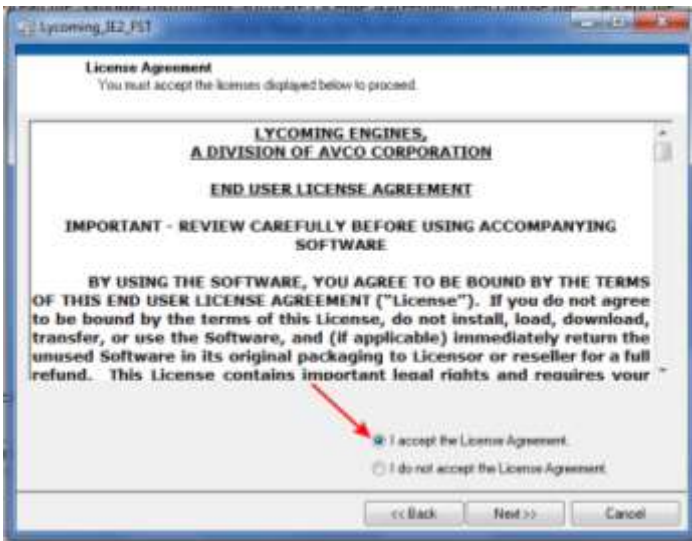 Lycoming_IE2_FST
License Agreement
You must accept the licenses displayed below to proceed.
LYCOMING ENGINES,
A DIVISION OF AVCO CORPORATION
END USER LICENSE AGREEMENT
IMPORTANT - REVIEW CAREFULLY BEFORE USING ACCOMPANYING
SOFTWARE
BY USING THE SOFTWARE, YOU AGREE TO BE BOUND BY THE TERMS
OF THIS END USER LICENSE AGREEMENT ("License"). If you do not agree
to be bound by the terms of this License, do not install, load, download,
transfer, or use the Software, and (if applicable) immediately return the
unused Software in its original packaging to Licensor or reseller for a full
refund. This License contains important legal rights and requires your
I accept the License Agreement.
I do not accept the License Agreement.
<< Back
Next >>
Cancel